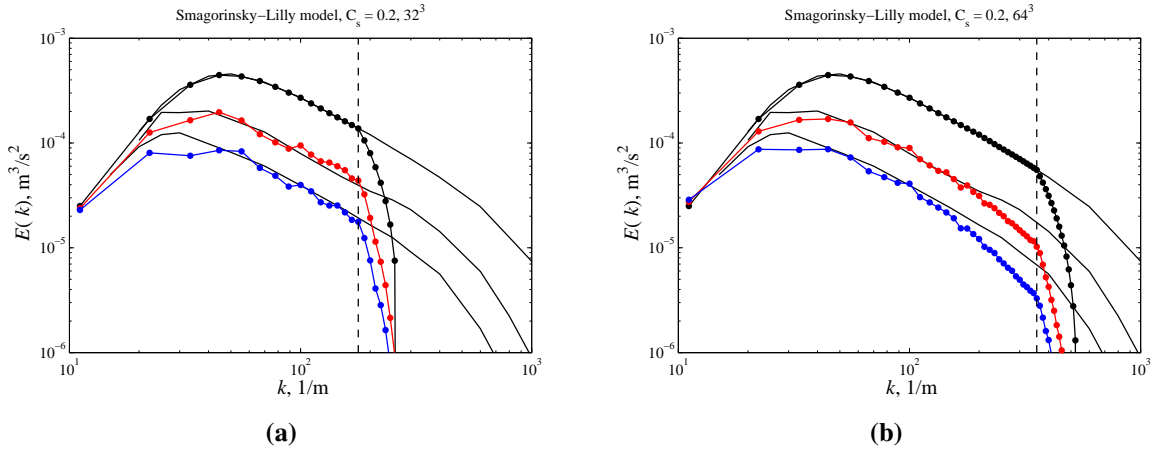 Smagorinsky−Lilly model, C_s = 0.2, 32^3
10^−3
10^−4
10^−5
10^−6
E( k), m^3/s^2
10^1
10^2
10^3
k, 1/m
(a)
Smagorinsky−Lilly model, C_s = 0.2, 64^3
10^−3
10^−4
10^−5
10^−6
E( k), m^3/s^2
10^1
10^2
10^3
k, 1/m
(b)